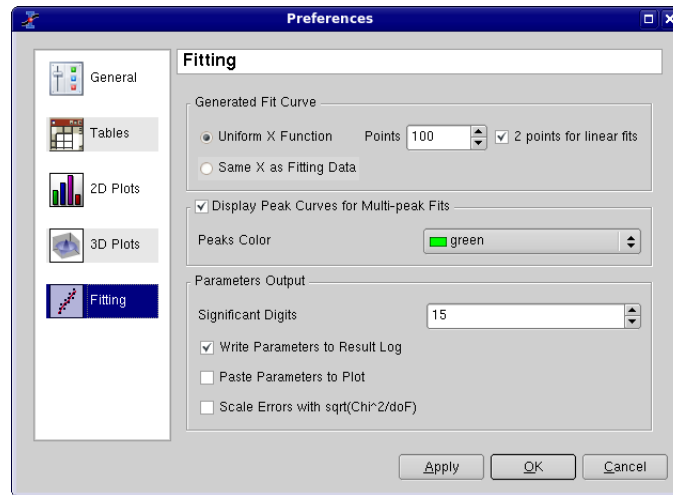 Preferences
General
Tables
2D Plots
3D Plots
Fitting
Fitting
Generated Fit Curve
Uniform X Function Points 100 2 points for linear fits
Same X as Fitting Data
Display Peak Curves for Multi-peak Fits
Peaks Color green
Parameters Output
Significant Digits 15
Write Parameters to Result Log
Paste Parameters to Plot
Scale Errors with sqrt(Chi^2/doF)
Apply OK Cancel